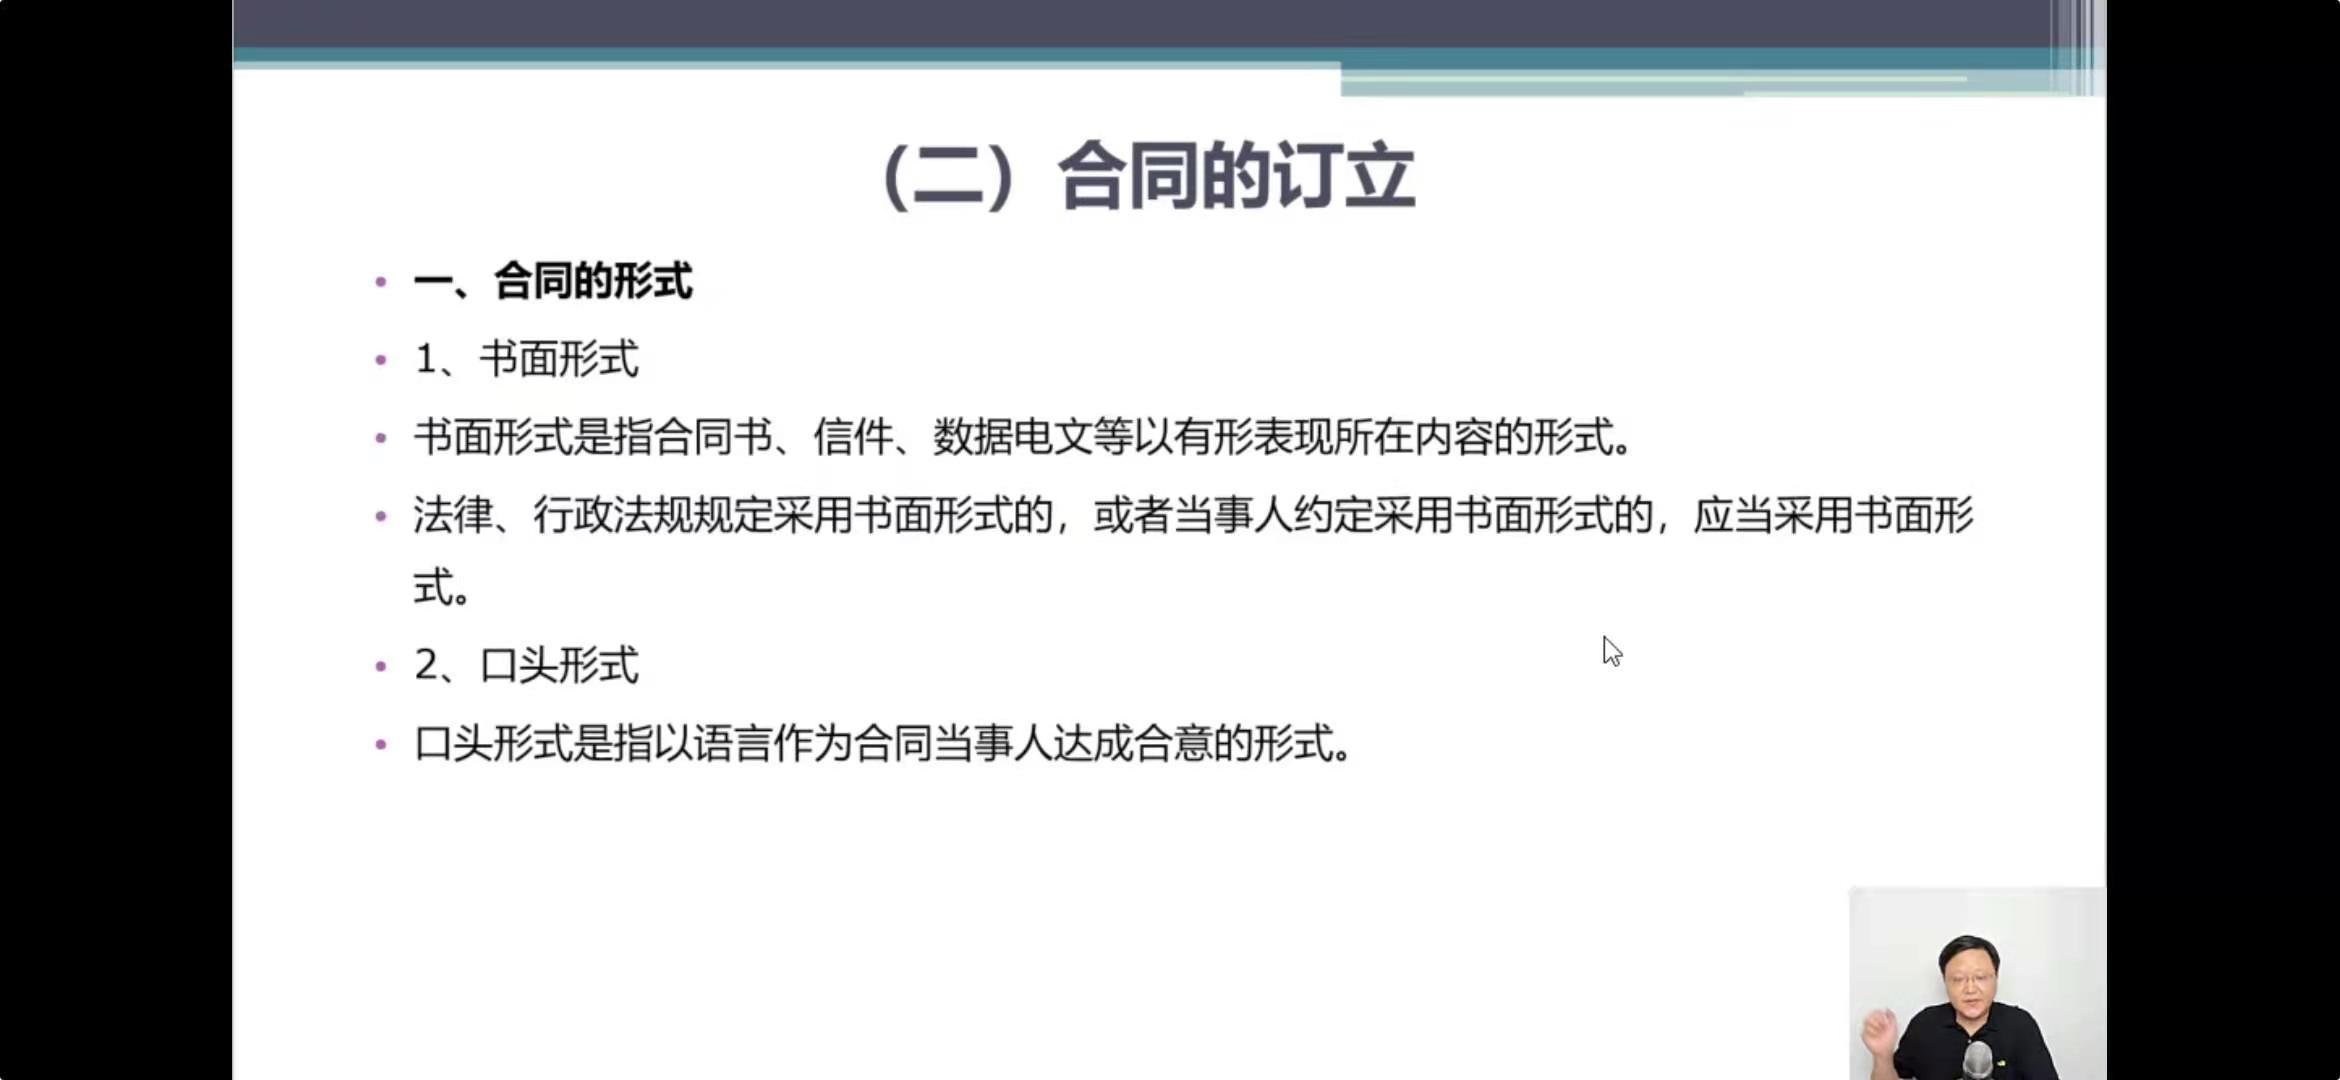 （二）合同的订立
一、合同的形式
1、书面形式
书面形式是指合同书、信件、数据电文等以有形表现所在内容的形式。
法律、行政法规规定采用书面形式的，或者当事人约定采用书面形式的，应当采用书面形
式。
2、口头形式
口头形式是指以语言作为合同当事人达成合意的形式。